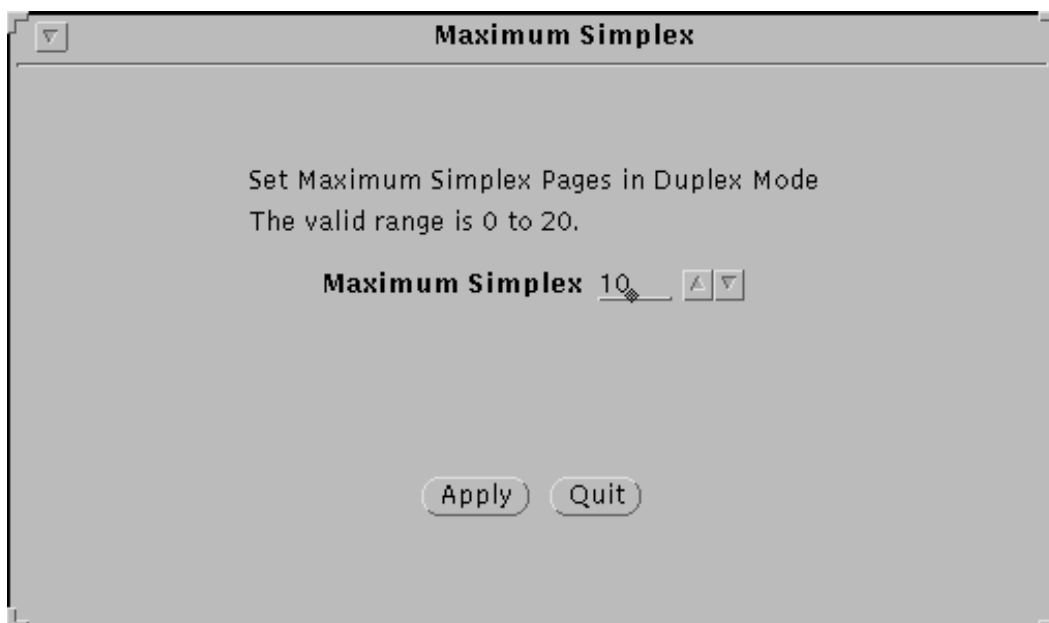 Maximum Simplex
Set Maximum Simplex Pages in Duplex Mode
The valid range is 0 to 20.
Maximum Simplex 10
Apply Quit